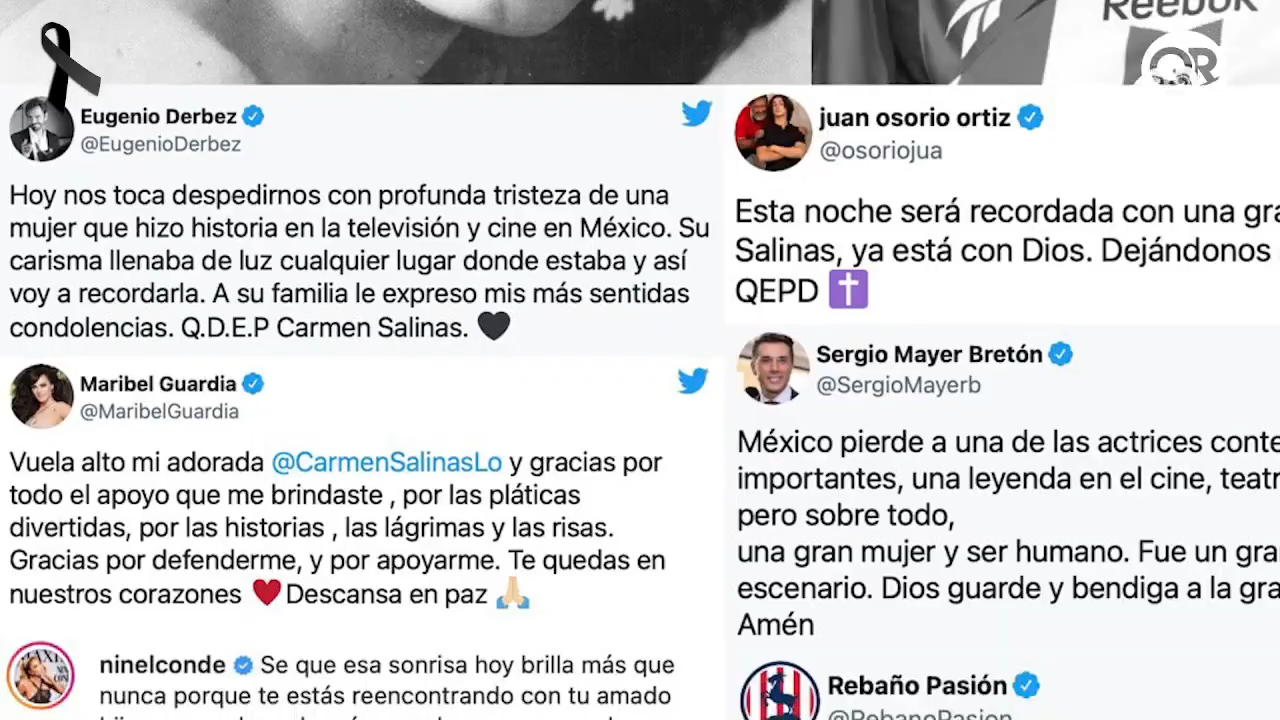 Reebok
Eugenio Derbez
@EugenioDerbez
Hoy nos toca despedirnos con profunda tristeza de una
mujer que hizo historia en la televisión y cine en México. Su
carisma llenaba de luz cualquier lugar donde estaba y así
voy a recordarla. A su familia le expreso mis más sentidas
condolencias. Q.D.E.P Carmen Salinas. 🖤
Maribel Guardia
@MaribelGuardia
Vuela alto mi adorada @CarmenSalinasLo y gracias por
todo el apoyo que me brindaste , por las pláticas
divertidas, por las historias , las lágrimas y las risas.
Gracias por defenderme, y por apoyarme. Te quedas en
nuestros corazones ❤️Descansa en paz 🙏🏼
ninelconde Se que esa sonrisa hoy brilla más que
nunca porque te estás reencontrando con tu amado
juan osorio ortiz
@osoriojua
Esta noche será recordada con una gra
Salinas, ya está con Dios. Dejándonos
QEPD ✝️
Sergio Mayer Bretón
@SergioMayerb
México pierde a una de las actrices conte
importantes, una leyenda en el cine, teatr
pero sobre todo,
una gran mujer y ser humano. Fue un gra
escenario. Dios guarde y bendiga a la gra
Amén
Rebaño Pasión
@RebanoPasion